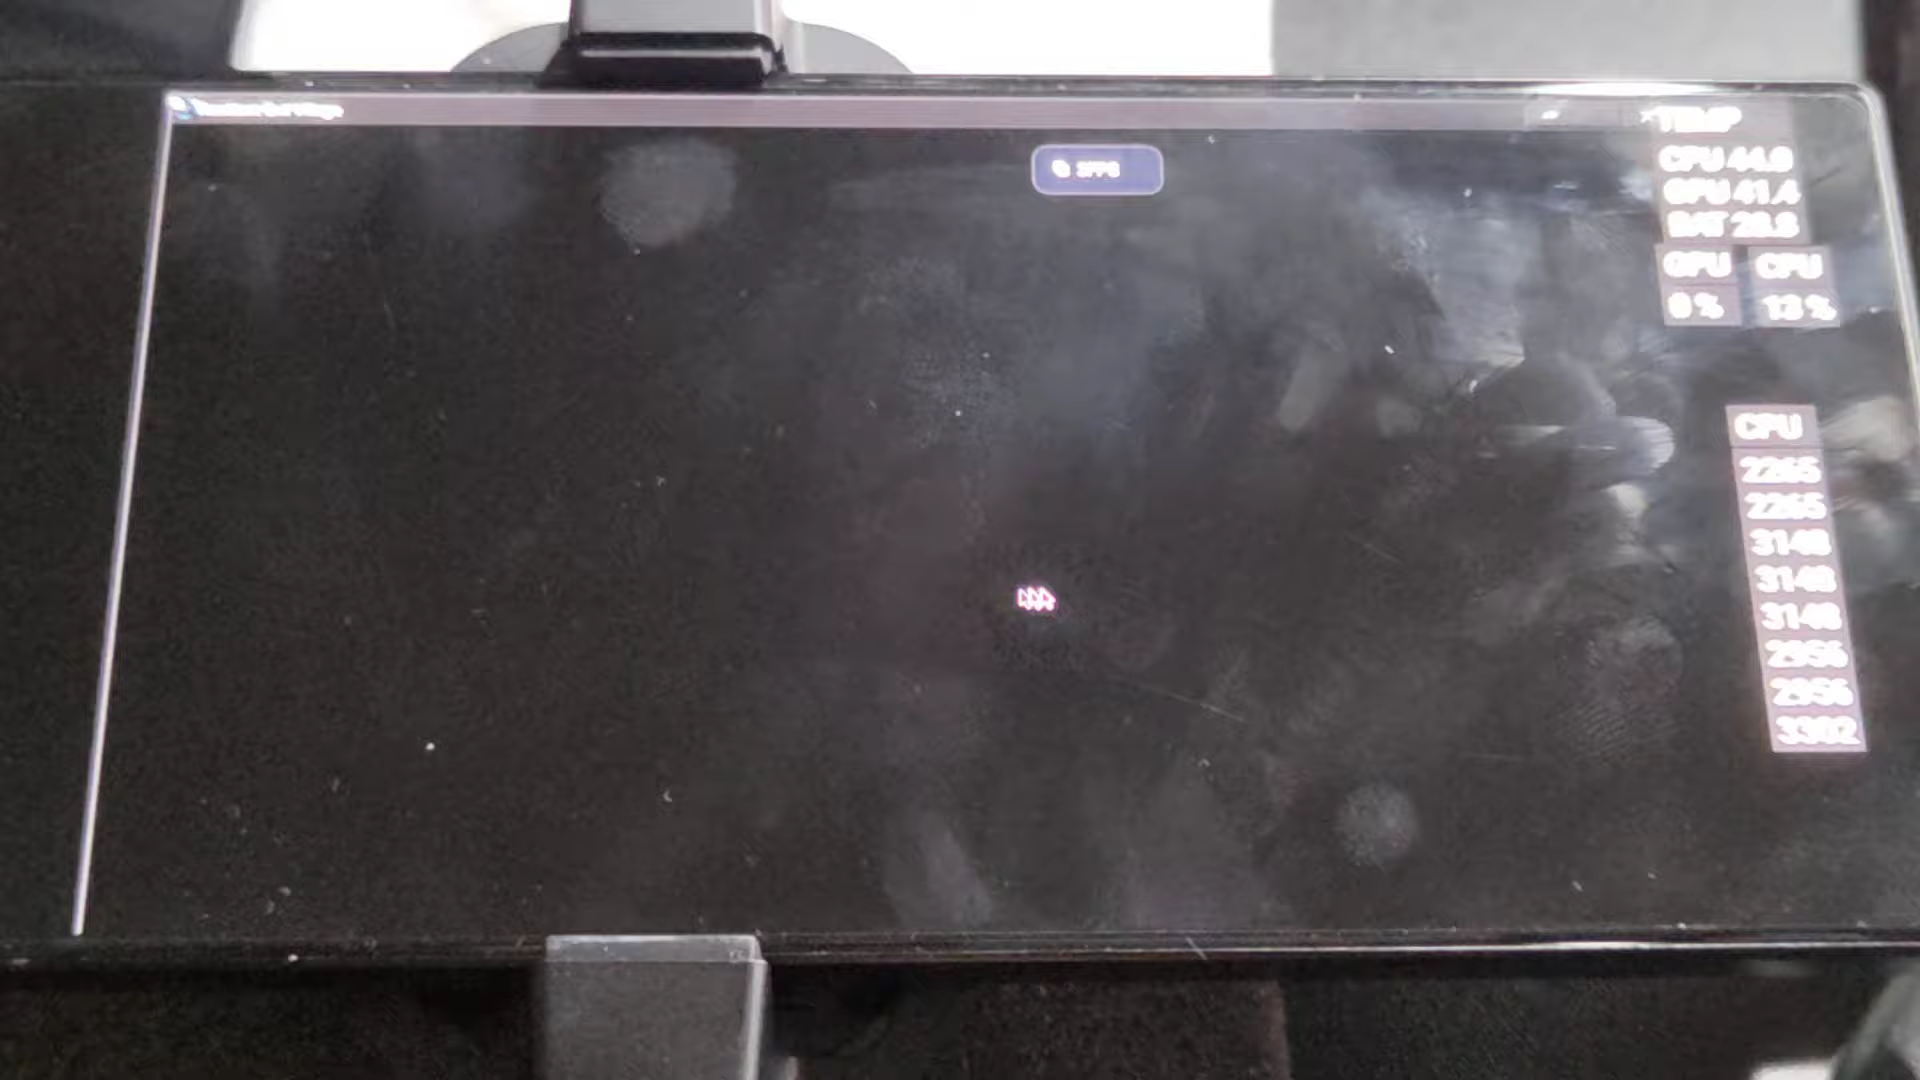 TEMP
CPU 44.8
GPU 41.4
BAT 28.8
GPU CPU
0 % 13 %
CPU
2265
2265
3148
3148
3148
2956
2956
3302